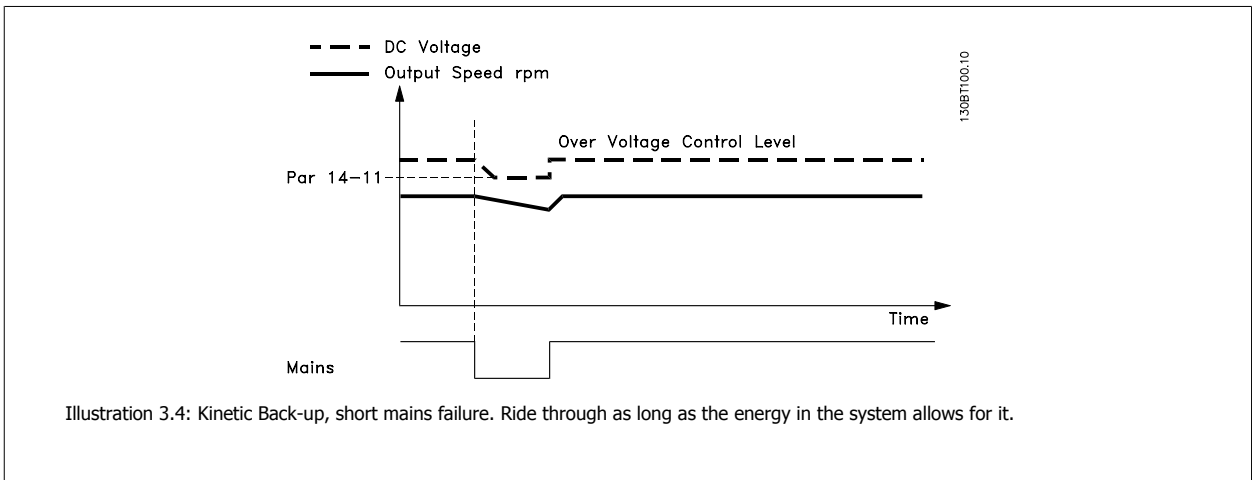 DC Voltage
Output Speed rpm
130BT100.10
Over Voltage Control Level
Par 14-11
Time
Mains
Illustration 3.4: Kinetic Back-up, short mains failure. Ride through as long as the energy in the system allows for it.